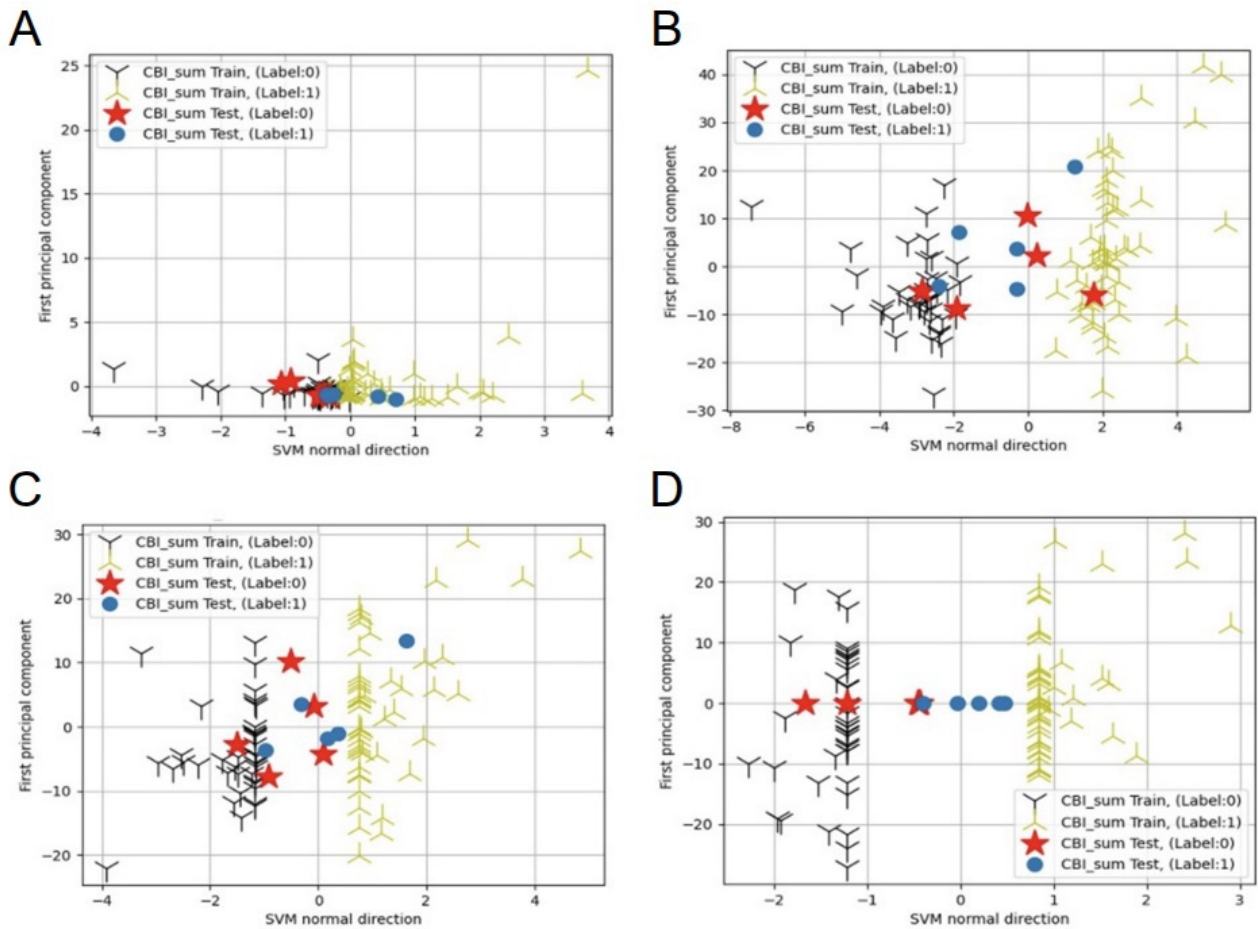 A
B
25
20
15
10
5
0
−4
−3
−2
−1
0
1
2
3
4
First principal component
SVM normal direction
CBI_sum Train, (Label:0)
CBI_sum Train, (Label:1)
CBI_sum Test, (Label:0)
CBI_sum Test, (Label:1)
40
30
20
10
0
−10
−20
−30
−8
−6
−4
−2
0
2
4
First principal component
SVM normal direction
CBI_sum Train, (Label:0)
CBI_sum Train, (Label:1)
CBI_sum Test, (Label:0)
CBI_sum Test, (Label:1)
C
D
30
20
10
0
−10
−20
−4
−2
0
2
4
First principal component
SVM normal direction
CBI_sum Train, (Label:0)
CBI_sum Train, (Label:1)
CBI_sum Test, (Label:0)
CBI_sum Test, (Label:1)
30
20
10
0
−10
−20
−2
−1
0
1
2
3
First principal component
SVM normal direction
CBI_sum Train, (Label:0)
CBI_sum Train, (Label:1)
CBI_sum Test, (Label:0)
CBI_sum Test, (Label:1)